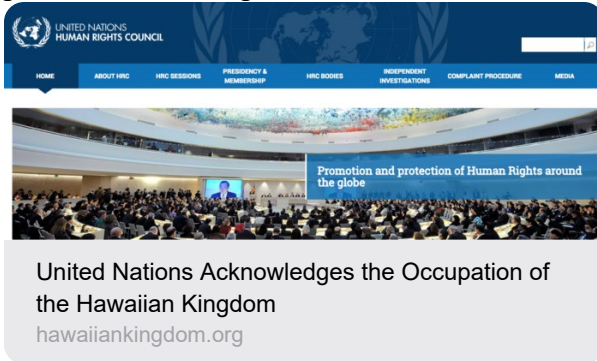 UNITED NATIONS
HUMAN RIGHTS COUNCIL
HOME
ABOUT HRC
HRC SESSIONS
PRESIDENCY &
MEMBERSHIP
HRC BODIES
INDEPENDENT
INVESTIGATIONS
COMPLAINT PROCEDURE
MEDIA
Promotion and protection of Human Rights around
the globe
United Nations Acknowledges the Occupation of
the Hawaiian Kingdom
hawaiiankingdom.org